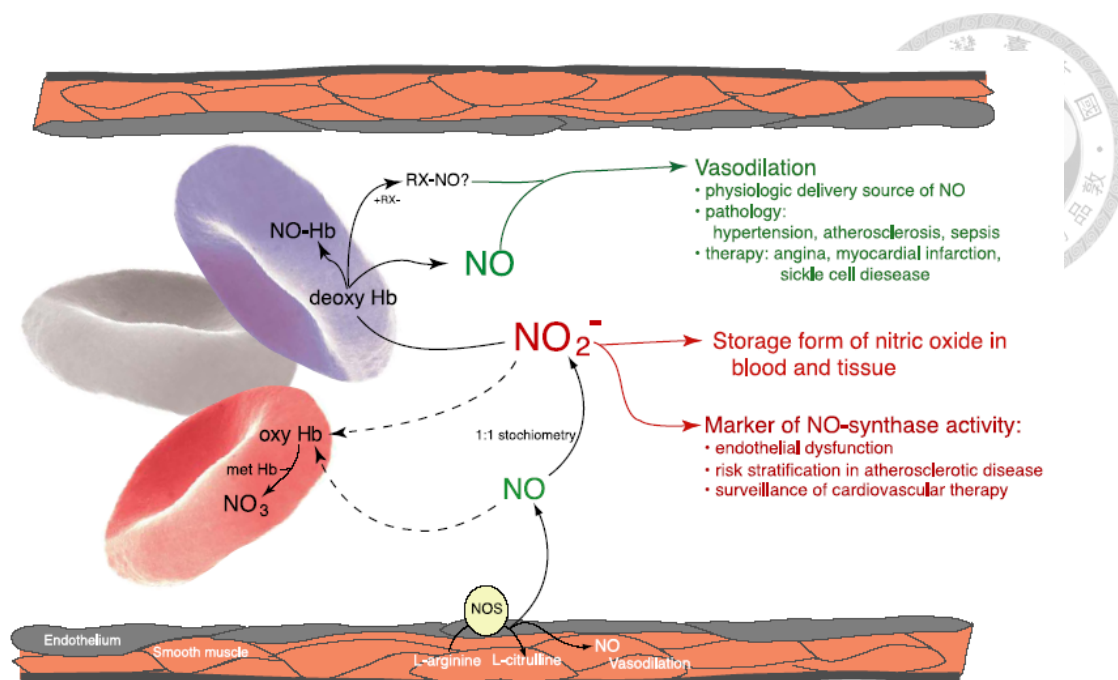 RX-NO?
+RX-
NO-Hb
NO
deoxy Hb
Vasodilation
• physiologic delivery source of NO
• pathology:
hypertension, atherosclerosis, sepsis
• therapy: angina, myocardial infarction,
sickle cell diesease
NO₂⁻
Storage form of nitric oxide in
blood and tissue
oxy Hb
met Hb
NO₃
1:1 stochiometry
NO
Marker of NO-synthase activity:
• endothelial dysfunction
• risk stratification in atherosclerotic disease
• surveillance of cardiovascular therapy
NOS
Endothelium
Smooth muscle
L-arginine
L-citrulline
NO
Vasodilation
國
品
敦